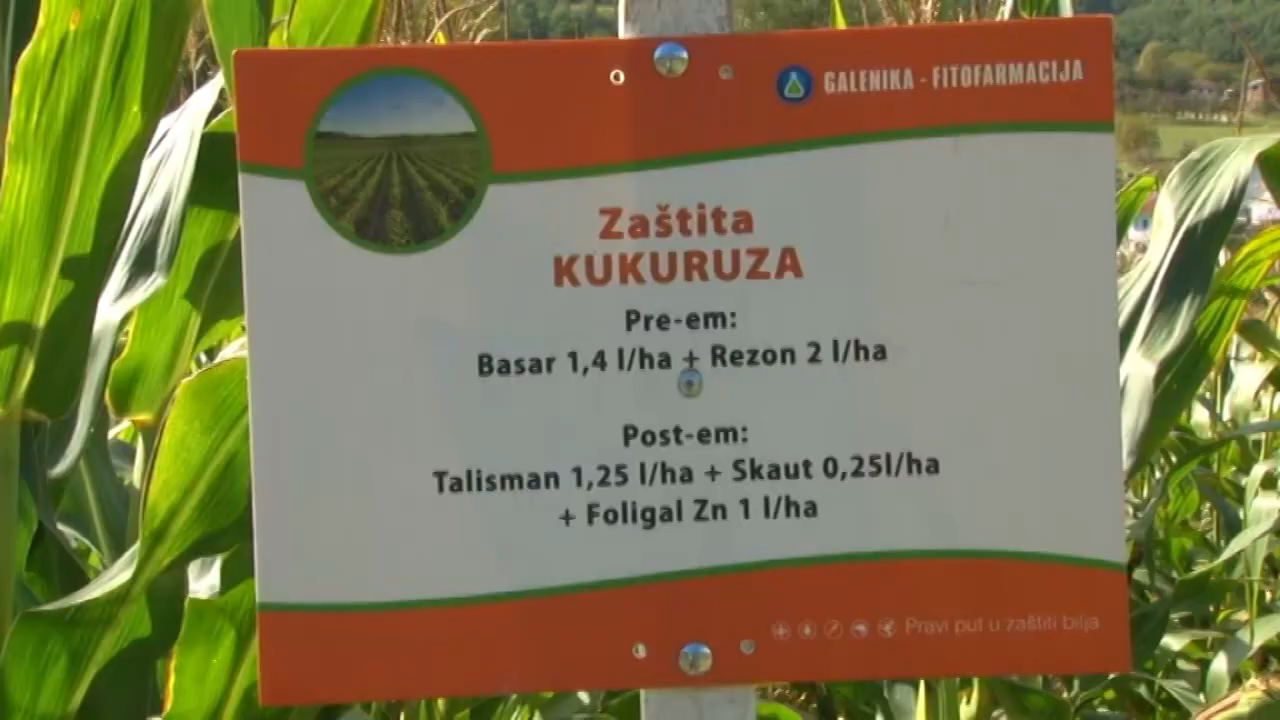 GALENIKA - FITOFARMACIJA
Zaštita
KUKURUZA
Pre-em:
Basar 1,4 l/ha + Rezon 2 l/ha
Post-em:
Talisman 1,25 l/ha + Skaut 0,25l/ha
+ Foligal Zn 1 l/ha
Pravi put u zaštiti bilja